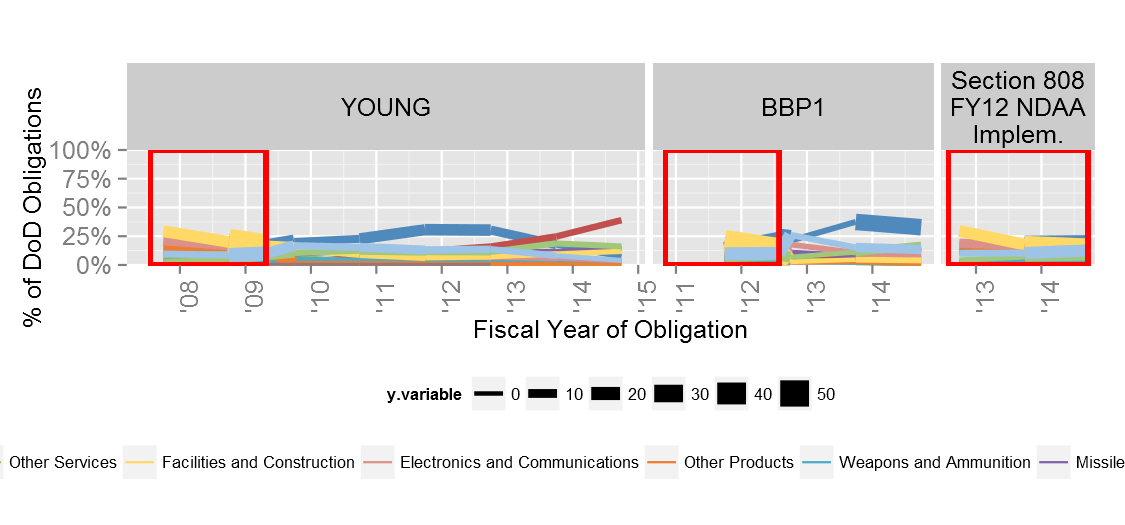 YOUNG
BBP1
Section 808
FY12 NDAA
Implem.
% of DoD Obligations
100%
75%
50%
25%
0%
'08 '09 '10 '11 '12 '13 '14 '15
'11 '12 '13 '14
'13 '14
Fiscal Year of Obligation
y.variable 0 10 20 30 40 50
Other Services Facilities and Construction Electronics and Communications Other Products Weapons and Ammunition Missile